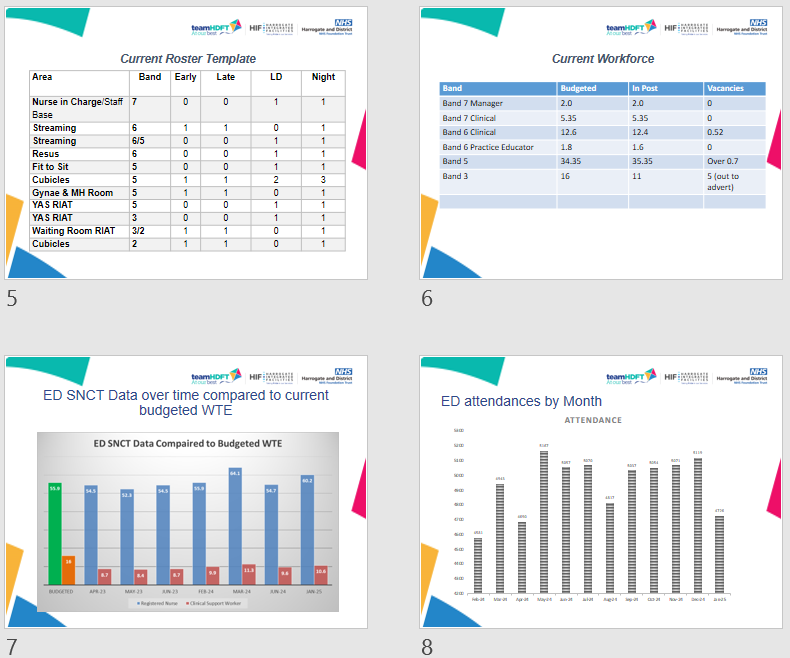 teamHDFT
At our best
HIF
HARROGATE
INTEGRATED
FACILITIES
NHS
Harrogate and District
NHS Foundation Trust
Current Roster Template
Area Band Early Late LD Night
Nurse in Charge/Staff 7 0 0 1 1
Base
Streaming 6 1 1 0 1
Streaming 6/5 0 0 1 1
Resus 6 0 0 1 1
Fit to Sit 5 0 0 1 1
Cubicles 5 1 1 2 3
Gynae & MH Room 5 1 1 0 1
YAS RIAT 5 0 0 1 1
YAS RIAT 3 0 0 1 1
Waiting Room RIAT 3/2 1 1 0 1
Cubicles 2 1 1 0 1
5
teamHDFT
At our best
HIF
HARROGATE
INTEGRATED
FACILITIES
NHS
Harrogate and District
NHS Foundation Trust
Current Workforce
Band Budgeted In Post Vacancies
Band 7 Manager 2.0 2.0 0
Band 7 Clinical 5.35 5.35 0
Band 6 Clinical 12.6 12.4 0.52
Band 6 Practice Educator 1.8 1.6 0
Band 5 34.35 35.35 Over 0.7
Band 3 16 11 5 (out to
advert)
6
teamHDFT
At our best
HIF
HARROGATE
INTEGRATED
FACILITIES
NHS
Harrogate and District
NHS Foundation Trust
ED SNCT Data over time compared to current
budgeted WTE
ED SNCT Data Compaired to Budgeted WTE
54.5 52.3 54.5 55.9 64.1 54.7 60.2
16 8.7 8.4 8.7 9.9 11.3 9.6 10.6
BUDGETED APR-23 MAY-23 JUN-23 FEB-24 MAR-24 JUN-24 JAN-25
Registered Nurse Clinical Support Worker
7
teamHDFT
At our best
HIF
HARROGATE
INTEGRATED
FACILITIES
NHS
Harrogate and District
NHS Foundation Trust
ED attendances by Month
ATTENDANCE
Feb-24 Mar-24 Apr-24 May-24 Jun-24 Jul-24 Aug-24 Sep-24 Oct-24 Nov-24 Dec-24 Jan-25
8